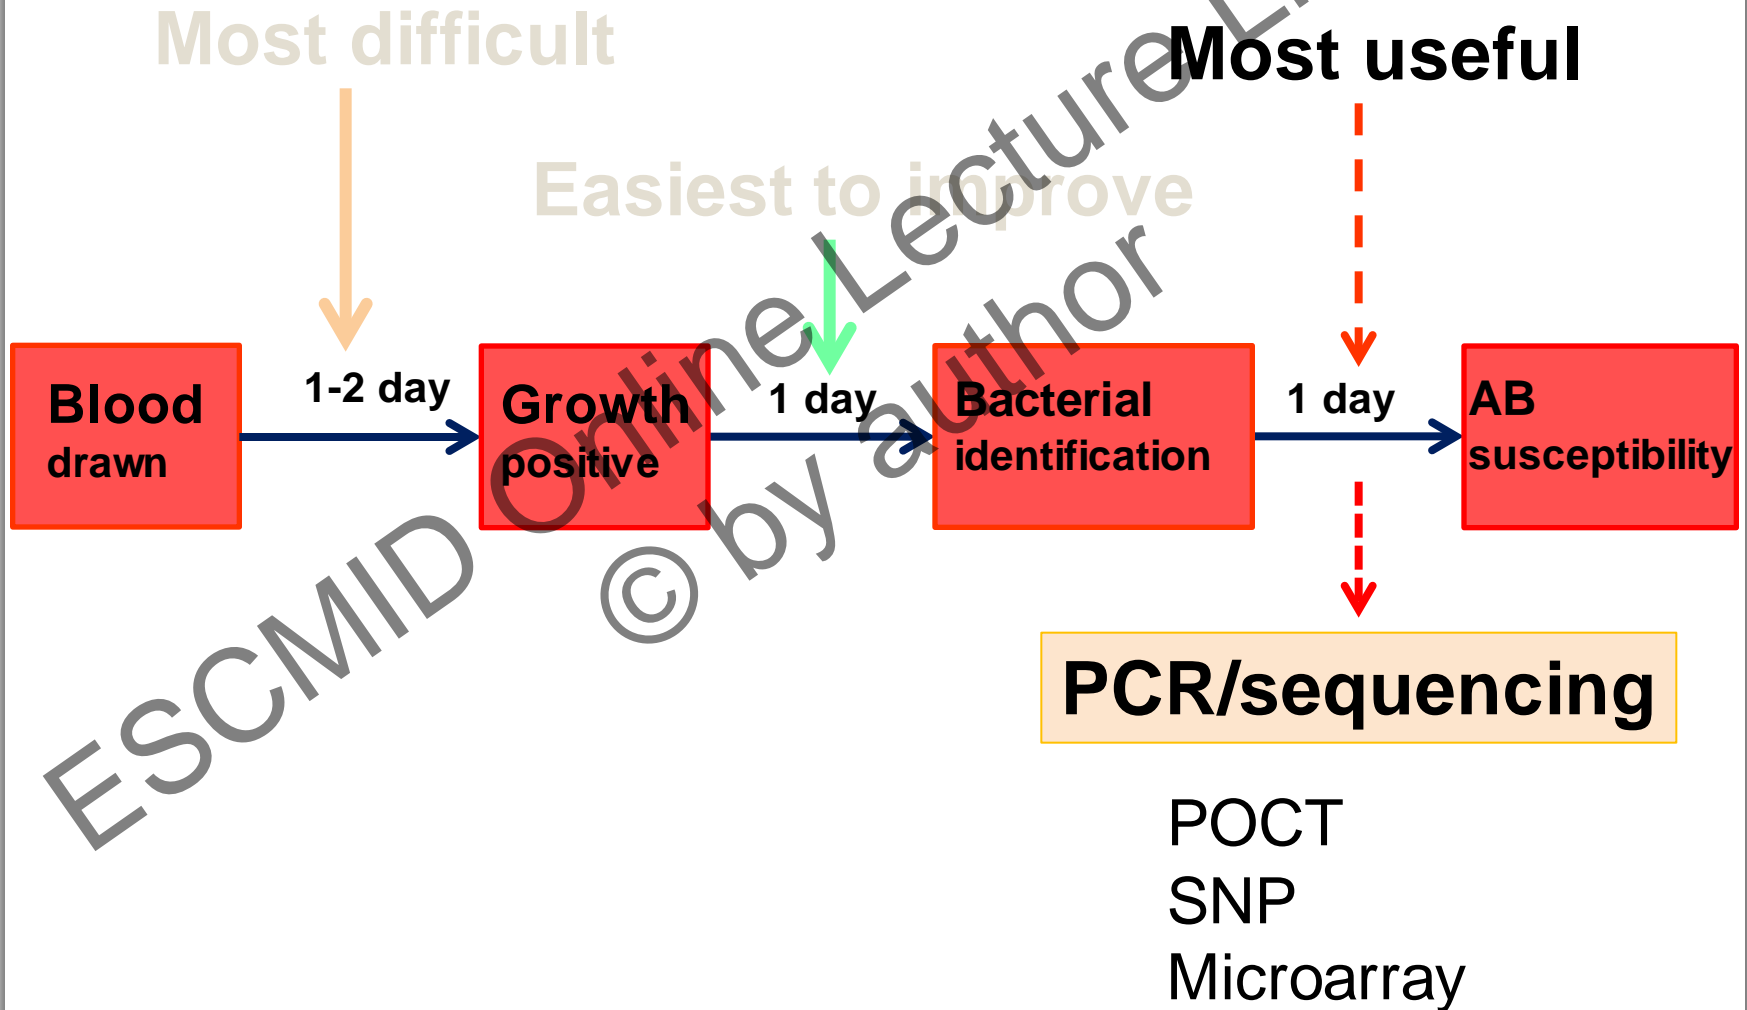 Most difficult
Most useful
Easiest to improve
Blood
drawn
1-2 day
Growth
positive
1 day
Bacterial
identification
1 day
AB
susceptibility
PCR/sequencing
POCT
SNP
Microarray
ESCMID Online Lecture
© by author